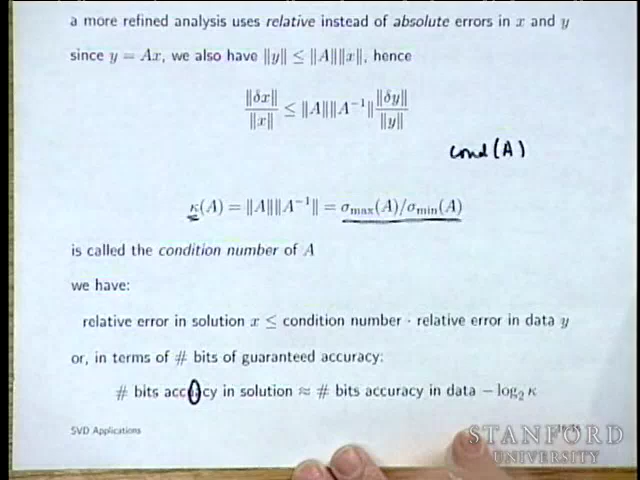 a more refined analysis uses relative instead of absolute errors in x and y
since y = Ax, we also have ‖y‖ ≤ ‖A‖‖x‖, hence
‖δx‖/‖x‖ ≤ ‖A‖‖A⁻¹‖ ‖δy‖/‖y‖
cond(A)
κ(A) = ‖A‖‖A⁻¹‖ = σmax(A)/σmin(A)
is called the condition number of A
we have:
relative error in solution x ≤ condition number · relative error in data y
or, in terms of # bits of guaranteed accuracy:
# bits accuracy in solution ≈ # bits accuracy in data − log₂ κ
SVD Applications
STANFORD
UNIVERSITY